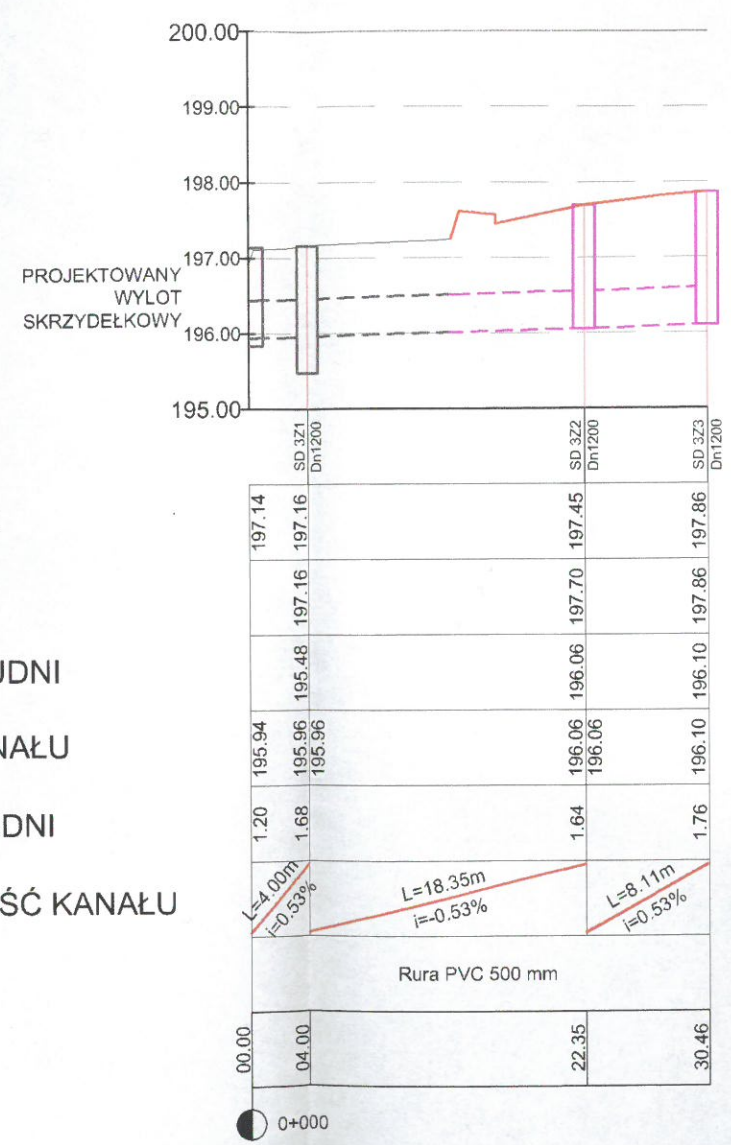 200.00
199.00
198.00
197.00
PROJEKTOWANY
WYLOT
SKRZYDEŁKOWY
196.00
195.00
SD 3Z1
Dn1200
SD 3Z2
Dn1200
SD 3Z3
Dn1200
197.14 197.16 197.45 197.86
197.16 197.70 197.86
UDNI 195.48 196.06 196.10
NAŁU 195.94 195.96 195.96 196.06 196.06 196.10
DNI 1.20 1.68 1.64 1.76
ŚĆ KANAŁU
L=4.00m
i=0.53%
L=18.35m
i=-0.53%
L=8.11m
i=0.53%
Rura PVC 500 mm
00.00 04.00 22.35 30.46
0+000